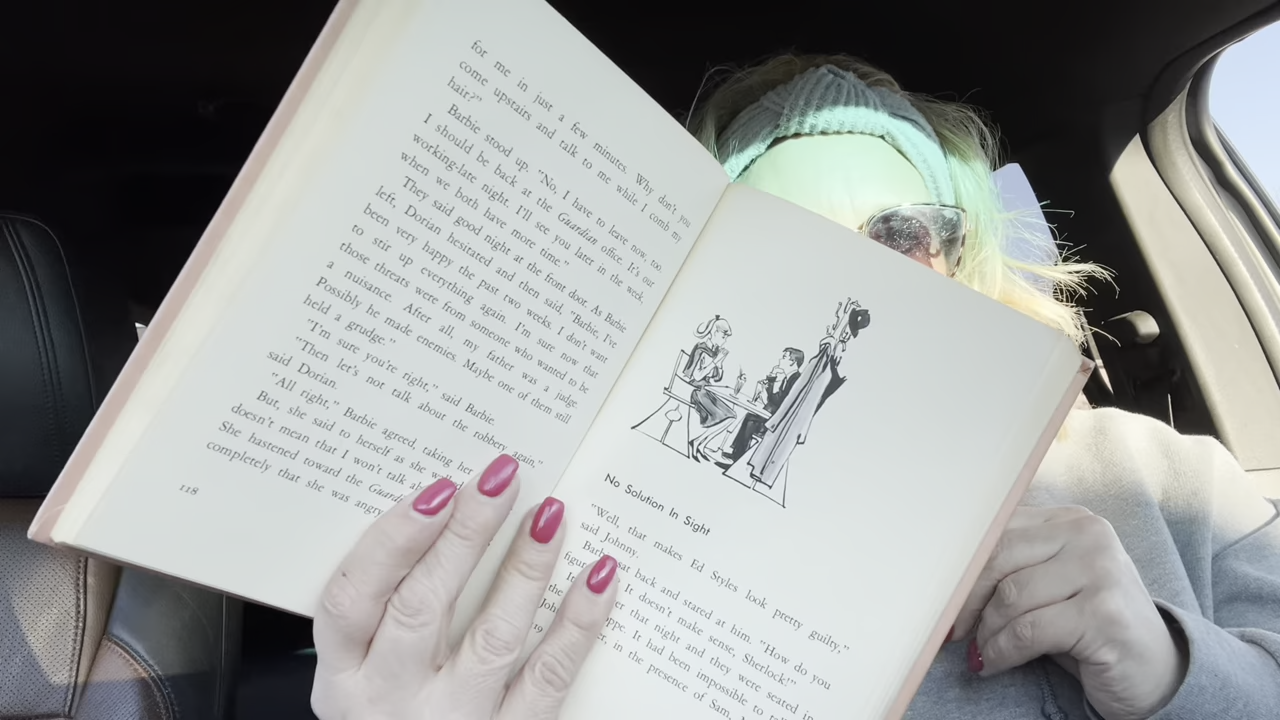 for me in just a few minutes. Why don't you
come upstairs and talk to me while I comb my
hair?"
Barbie stood up. "No, I have to leave now, too.
I should be back at the Guardian office. It's our
working-late night. I'll see you later in the week,
when we both have more time."
They said good night at the front door. As Barbie
left, Dorian hesitated and then said, "Barbie, I've
been very happy the past two weeks. I don't want
to stir up everything again. I'm sure now that
those threats were from someone who wanted to be
a nuisance. After all, my father was a judge.
Possibly he made enemies. Maybe one of them still
held a grudge."
"I'm sure you're right," said Barbie.
"Then let's not talk about the robbery again,"
said Dorian.
"All right," Barbie agreed, taking her
But, she said to herself as she
doesn't mean that I won't talk
She hastened toward the
completely that she was angry
118
No Solution In Sight
"Well, that makes Ed Styles look pretty guilty,"
said Johnny.
sat back and stared at him. "How do you
It doesn't make sense, Sherlock!"
that night and they were seated in
It had been impossible to
in the presence of Sam,